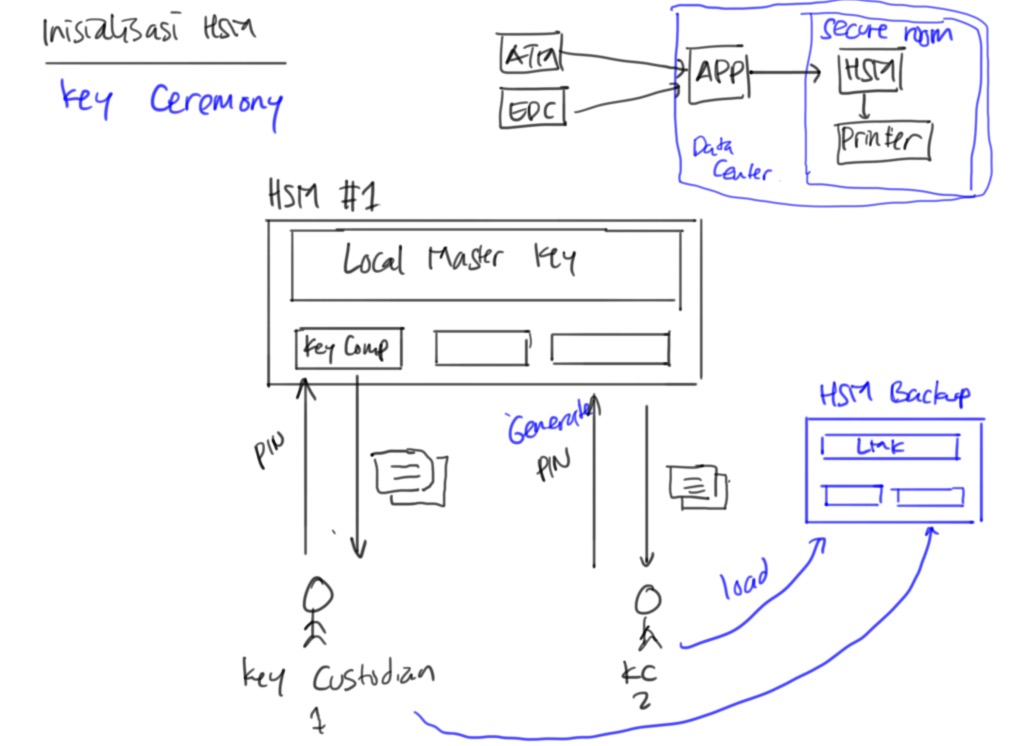 Inisialisasi HSM
Key Ceremony
ATM
EDC
APP
Data
Center
Secure room
HSM
Printer
HSM #1
Local Master Key
Key Comp
PIN
Generate
PIN
Key Custodian
1
KC
2
load
HSM Backup
LMK